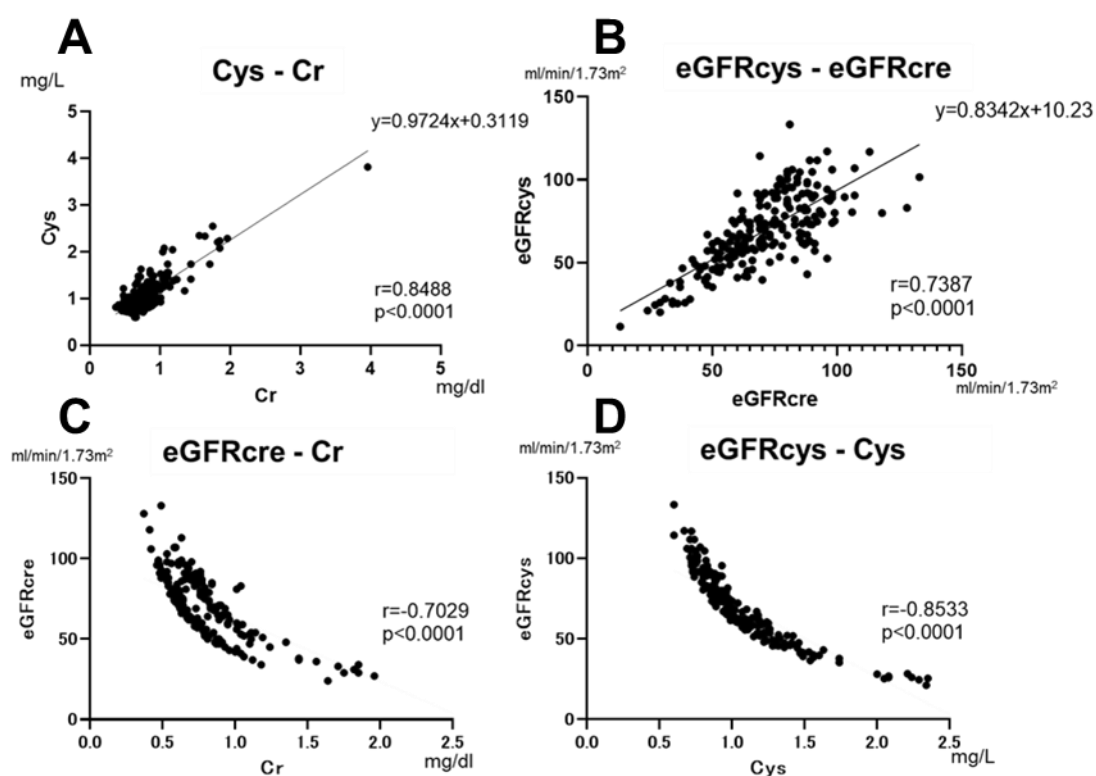 A
Cys - Cr
mg/L
5
4
3
2
1
0
Cys
y=0.9724x+0.3119
r=0.8488
p<0.0001
0 1 2 3 4 5
Cr
mg/dl
B
eGFRcys - eGFRcre
ml/min/1.73m²
150
100
50
0
eGFRcys
y=0.8342x+10.23
r=0.7387
p<0.0001
0 50 100 150
eGFRcre
ml/min/1.73m²
C
eGFRcre - Cr
ml/min/1.73m²
150
100
50
0
eGFRcre
r=-0.7029
p<0.0001
0.0 0.5 1.0 1.5 2.0 2.5
Cr
mg/dl
D
eGFRcys - Cys
ml/min/1.73m²
150
100
50
0
eGFRcys
r=-0.8533
p<0.0001
0.0 0.5 1.0 1.5 2.0 2.5
Cys
mg/L